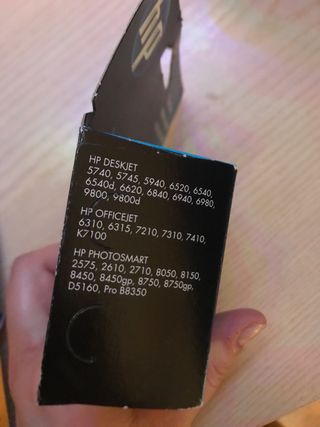 HP DESKJET
5740, 5745, 5940, 6520, 6540,
6540d, 6620, 6840, 6940, 6980,
9800, 9800d
HP OFFICEJET
6310, 6315, 7210, 7310, 7410,
K7100
HP PHOTOSMART
2575, 2610, 2710, 8050, 8150,
8450, 8450gp, 8750, 8750gp,
D5160, Pro B8350